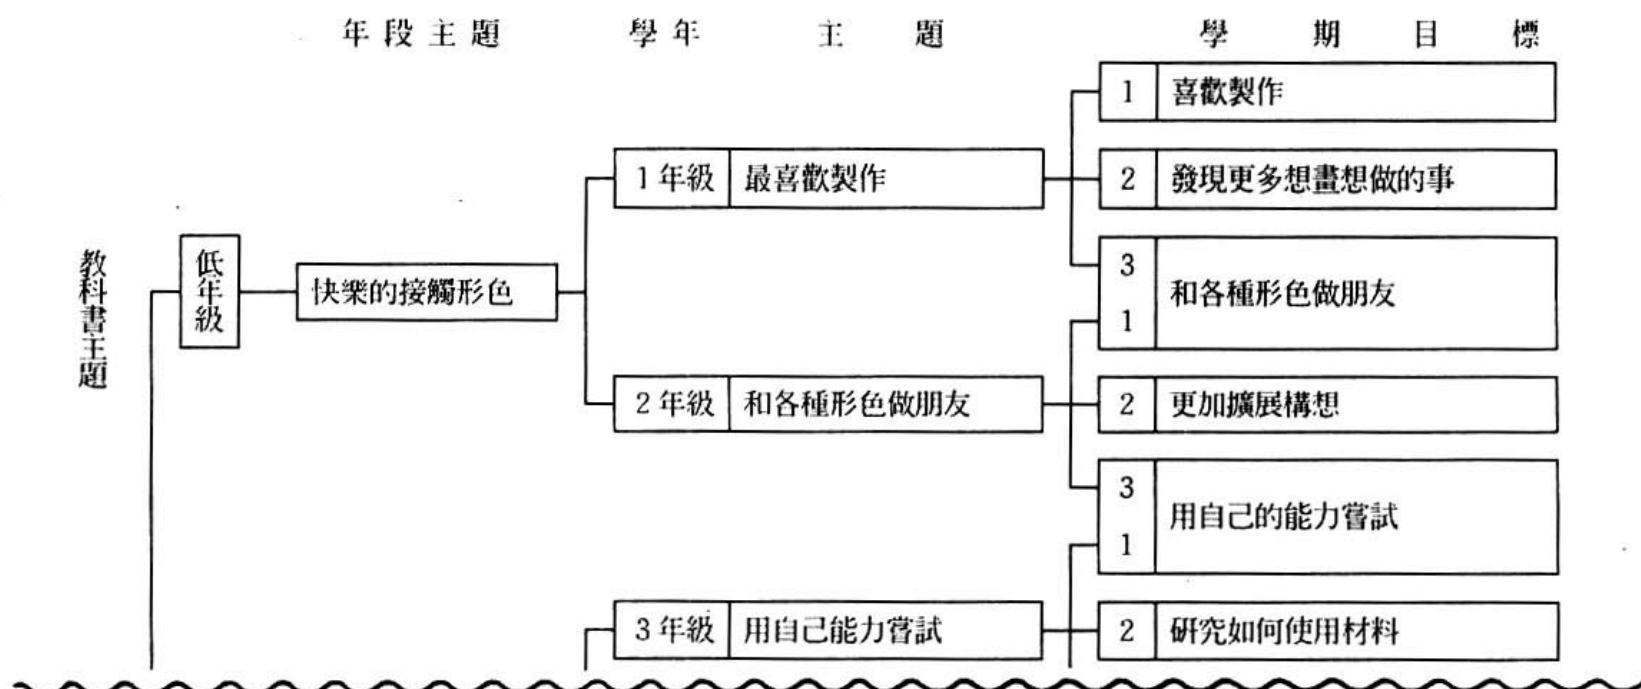 年段主題 學年 主題 學期目標
1 喜歡製作
1年級 最喜歡製作
2 發現更多想畫想做的事
教科書主題
低年級
快樂的接觸形色
3
1 和各種形色做朋友
2年級 和各種形色做朋友
2 更加擴展構想
3
1 用自己的能力嘗試
3年級 用自己能力嘗試
2 研究如何使用材料